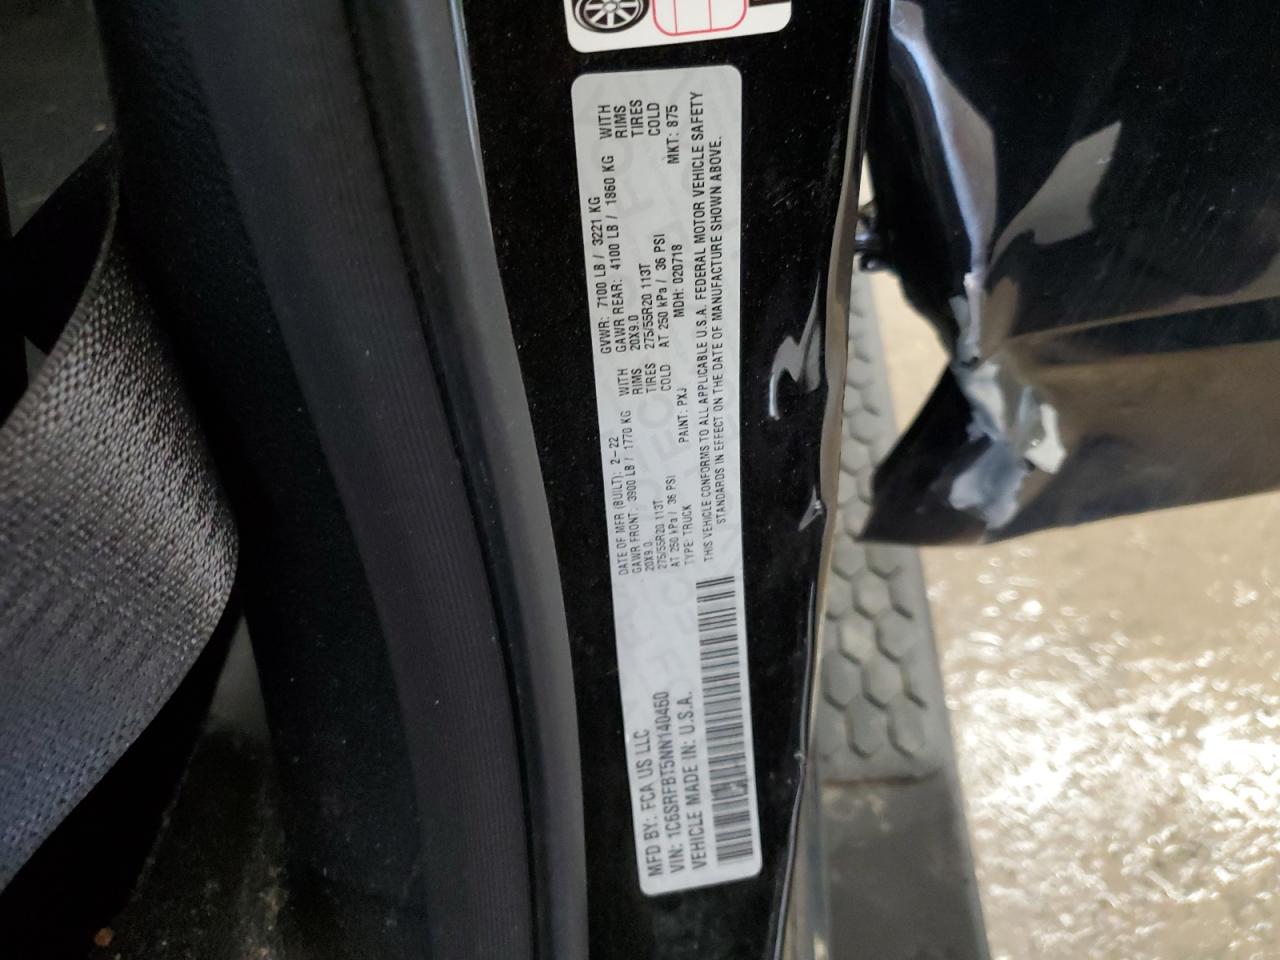 MFD BY: FCA US LLC
DATE OF MFR (BUILT): 2-22
GVWR: 7100 LB / 3221 KG
GAWR FRONT: 3900 LB / 1770 KG WITH
GAWR REAR: 4100 LB / 1860 KG WITH
20X9.0 RIMS
20X9.0 RIMS
275/55R20 113T TIRES
275/55R20 113T TIRES
AT 250 kPa / 36 PSI COLD
AT 250 kPa / 36 PSI COLD
VIN: 1C6SRFBT5NN140460
TYPE: TRUCK PAINT: PXJ MDH: 020718 MKT: 875
VEHICLE MADE IN: U.S.A.
THIS VEHICLE CONFORMS TO ALL APPLICABLE U.S.A. FEDERAL MOTOR VEHICLE SAFETY
STANDARDS IN EFFECT ON THE DATE OF MANUFACTURE SHOWN ABOVE.
3